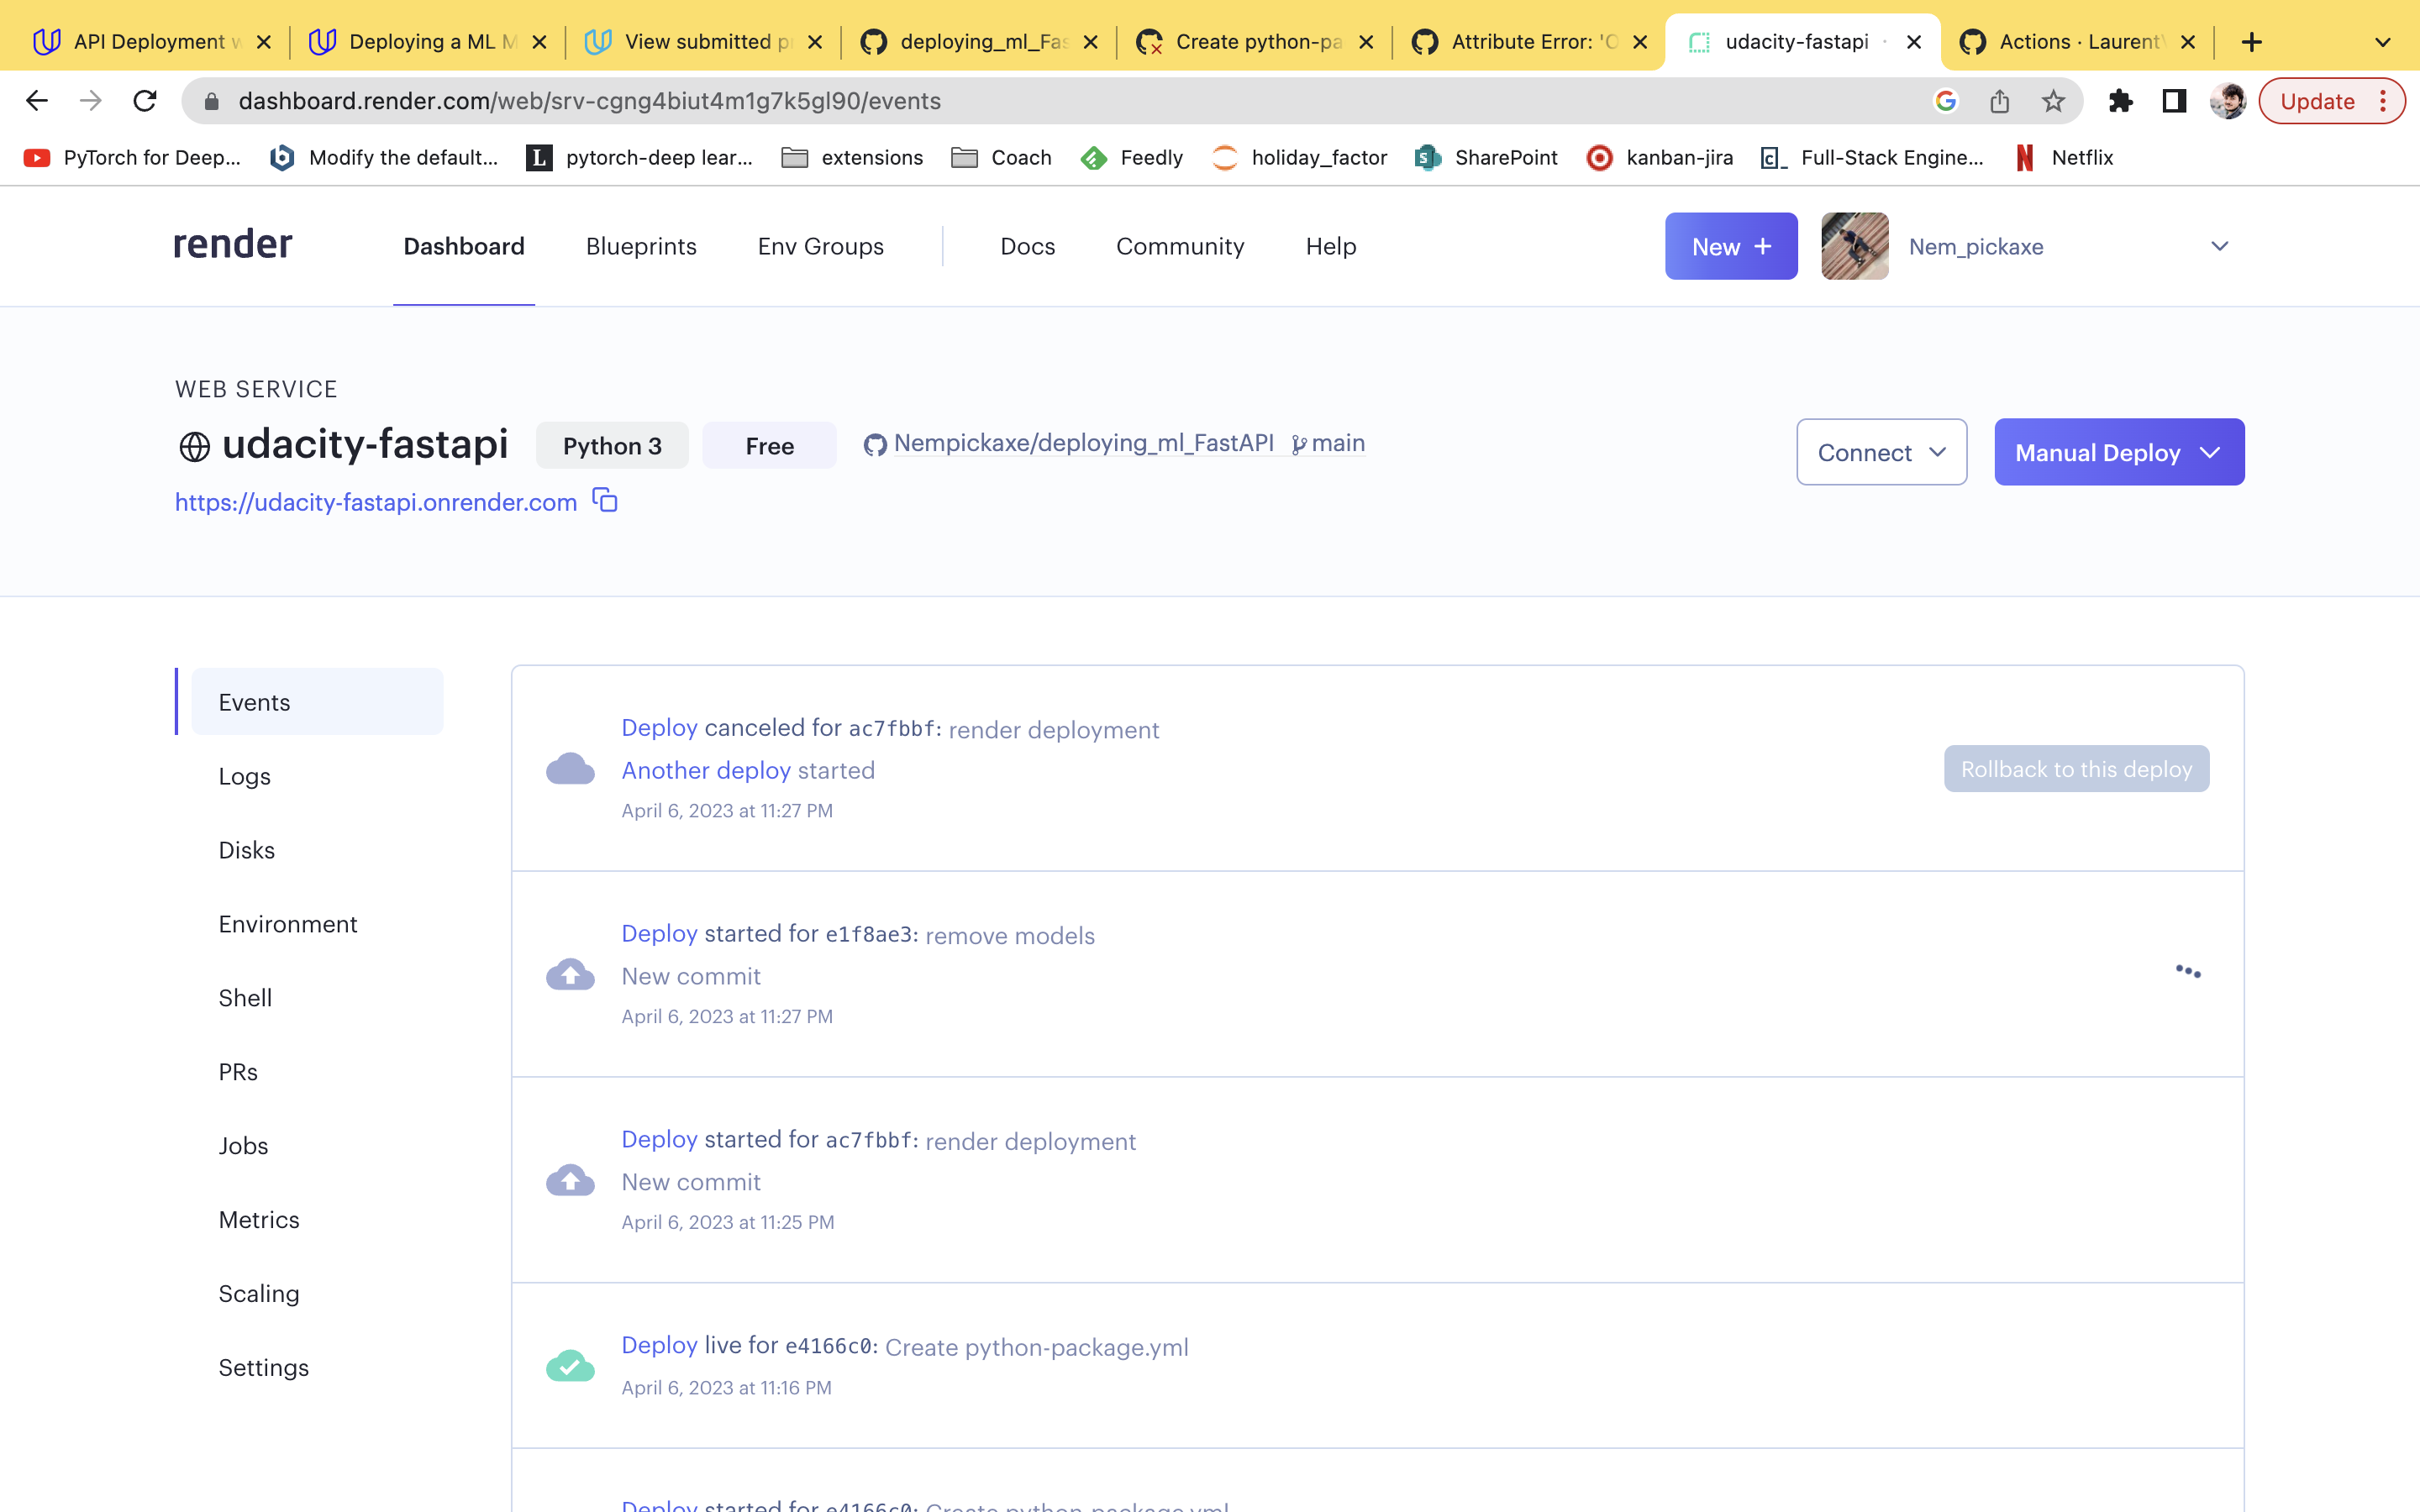 API Deployment w
Deploying a ML M
View submitted pr
deploying_ml_Fas
Create python-pa
Attribute Error: 'O
udacity-fastapi ·
Actions · Laurent
dashboard.render.com/web/srv-cgng4biut4m1g7k5gl90/events
Update
PyTorch for Deep...
Modify the default...
L pytorch-deep lear...
extensions
Coach
Feedly
holiday_factor
S SharePoint
kanban-jira
Full-Stack Engine...
N Netflix
render
Dashboard
Blueprints
Env Groups
Docs
Community
Help
New +
Nem_pickaxe
WEB SERVICE
udacity-fastapi
Python 3
Free
Nempickaxe/deploying_ml_FastAPI main
Connect
Manual Deploy
https://udacity-fastapi.onrender.com
Events
Logs
Disks
Environment
Shell
PRs
Jobs
Metrics
Scaling
Settings
Deploy canceled for ac7fbbf: render deployment
Another deploy started
April 6, 2023 at 11:27 PM
Rollback to this deploy
Deploy started for e1f8ae3: remove models
New commit
April 6, 2023 at 11:27 PM
Deploy started for ac7fbbf: render deployment
New commit
April 6, 2023 at 11:25 PM
Deploy live for e4166c0: Create python-package.yml
April 6, 2023 at 11:16 PM
Deploy started for e4166c0: Create python-package.yml